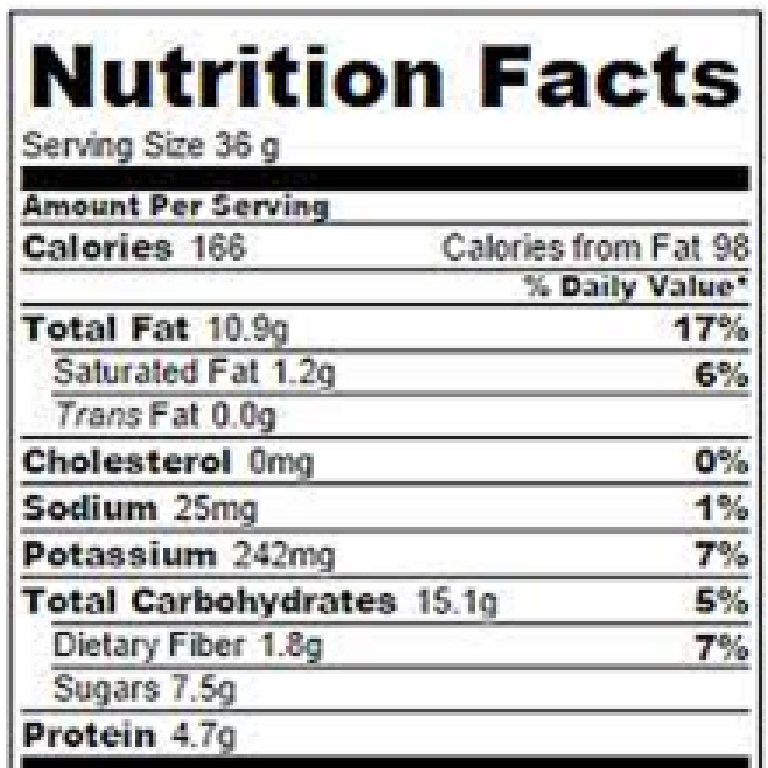 Nutrition Facts
Serving Size 36 g
Amount Per Serving
Calories 166 Calories from Fat 98
% Daily Value*
Total Fat 10.9g 17%
Saturated Fat 1.2g 6%
Trans Fat 0.0g
Cholesterol 0mg 0%
Sodium 25mg 1%
Potassium 242mg 7%
Total Carbohydrates 15.1g 5%
Dietary Fiber 1.8g 7%
Sugars 7.5g
Protein 4.7g